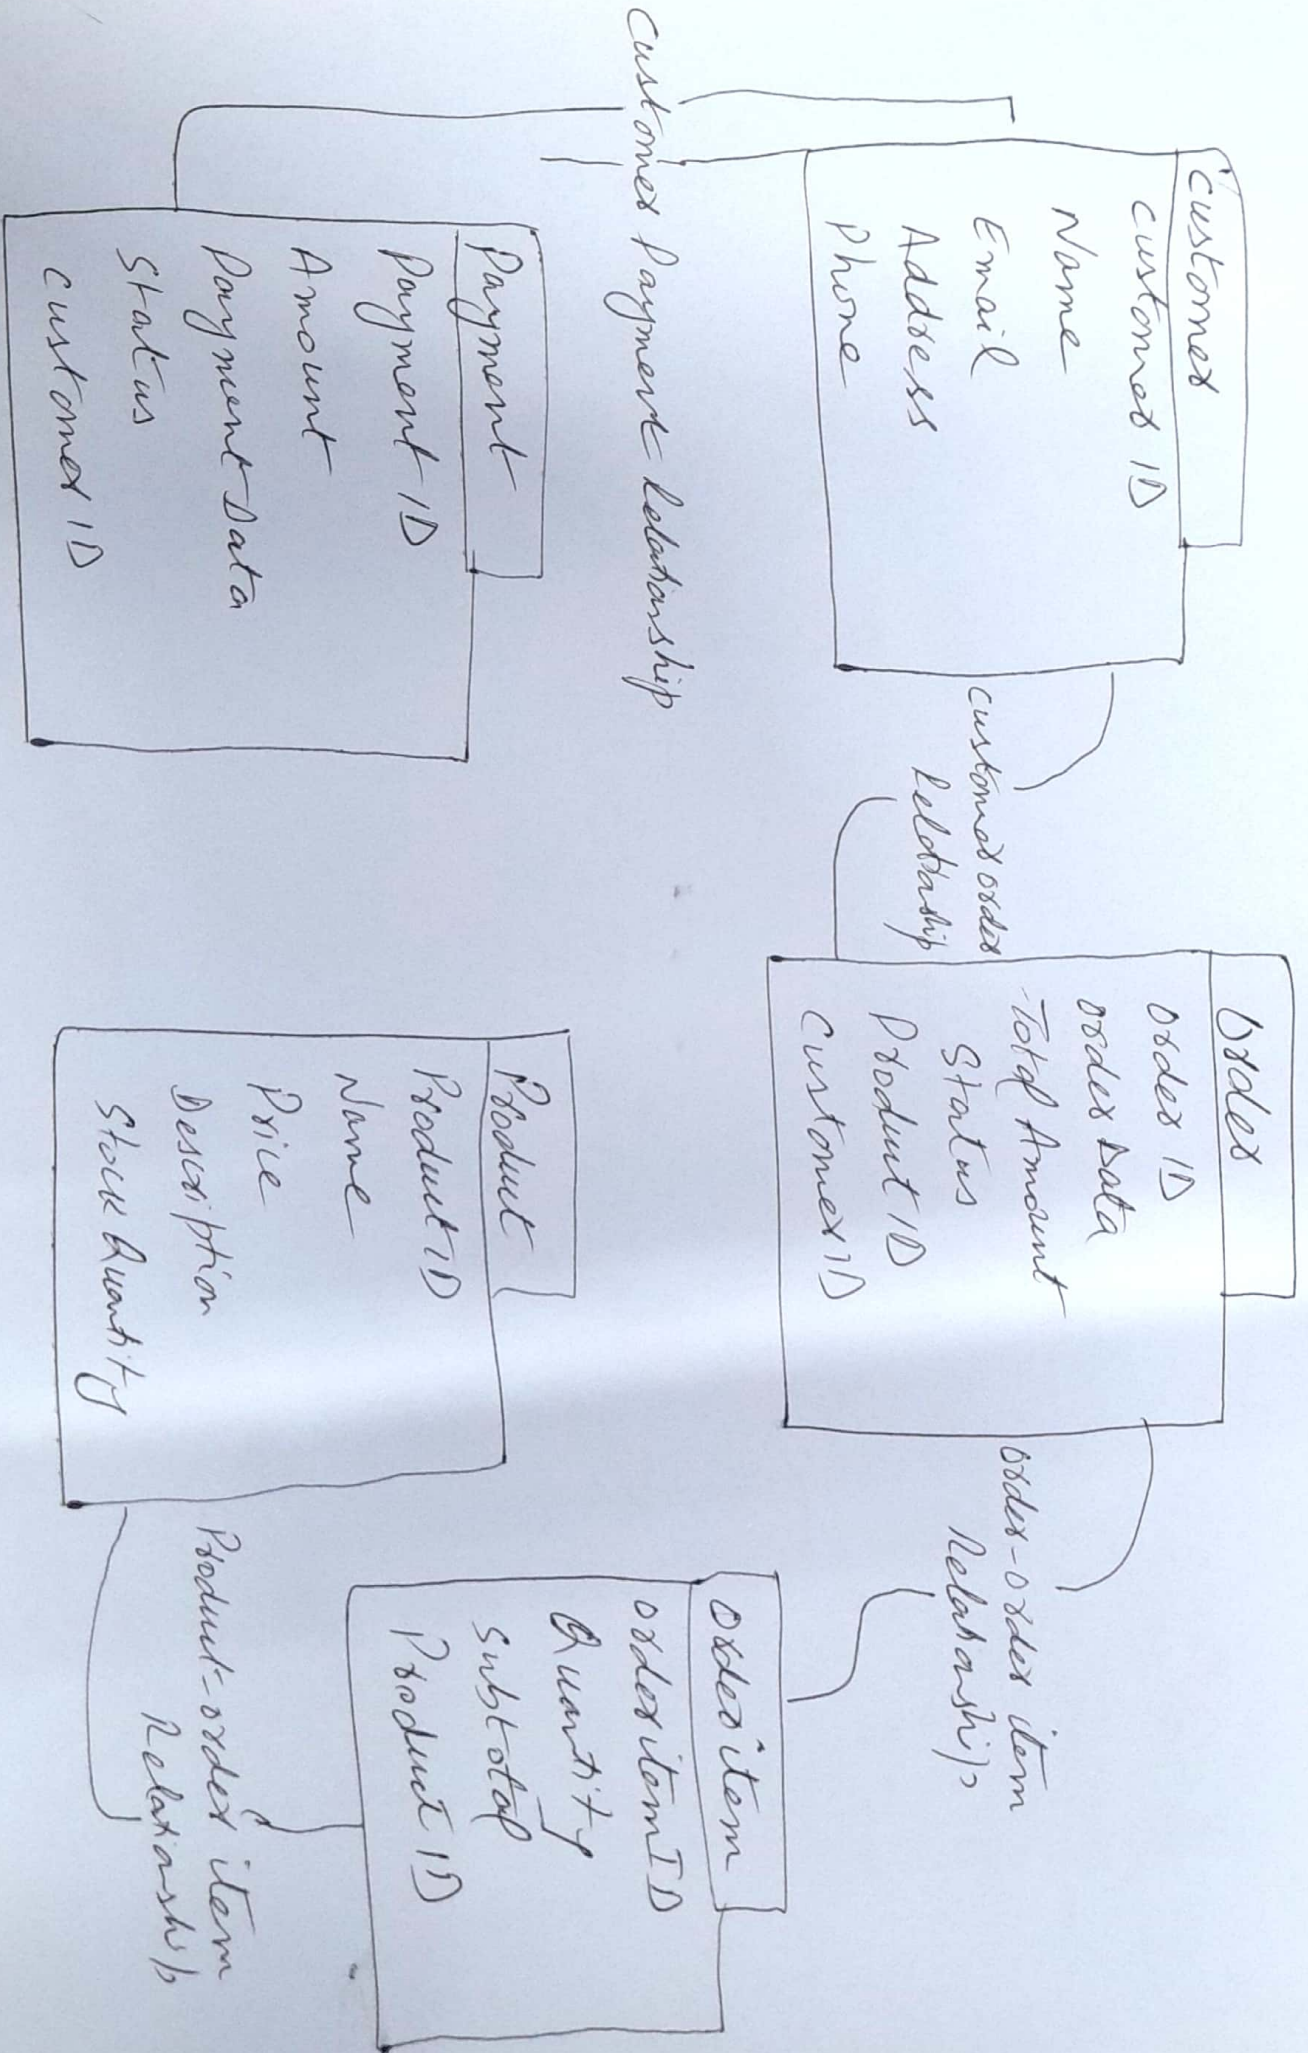 Customer
Customer ID
Name
Email
Address
Phone
Customer order
Relationship
Order
Order ID
Order Data
Total Amount
Status
Product ID
Customer ID
Order-order item
Relationship
Order item
Order item ID
Quantity
Subtotal
Product ID
Customer Payment Relationship
Payment
Payment ID
Amount
Payment Data
Status
Customer ID
Product
Product ID
Name
Price
Description
Stock Quantity
Product-order item
Relationship